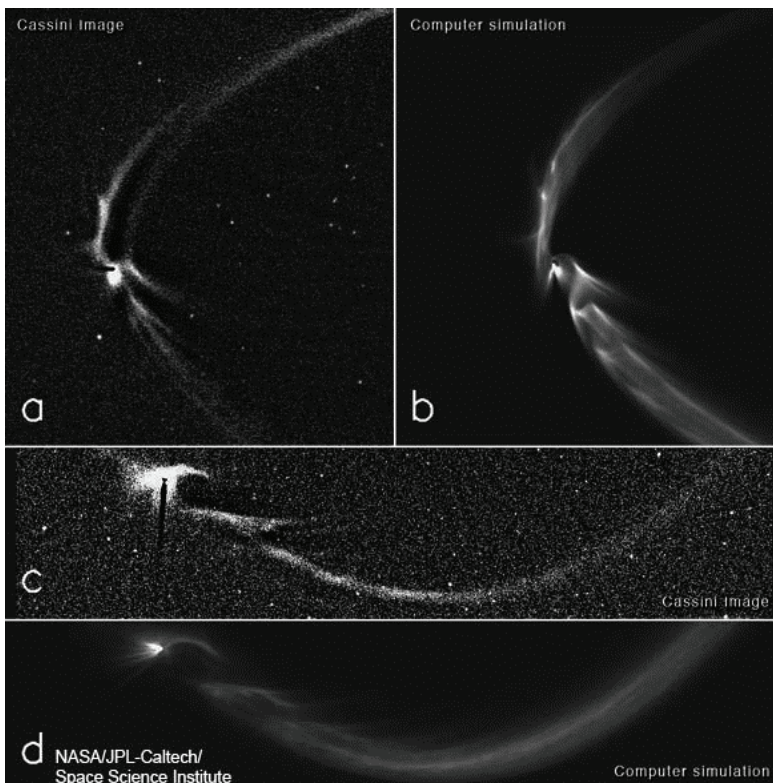 Cassini Image
Computer simulation
a
b
c
Cassini Image
d
NASA/JPL-Caltech/
Space Science Institute
Computer simulation